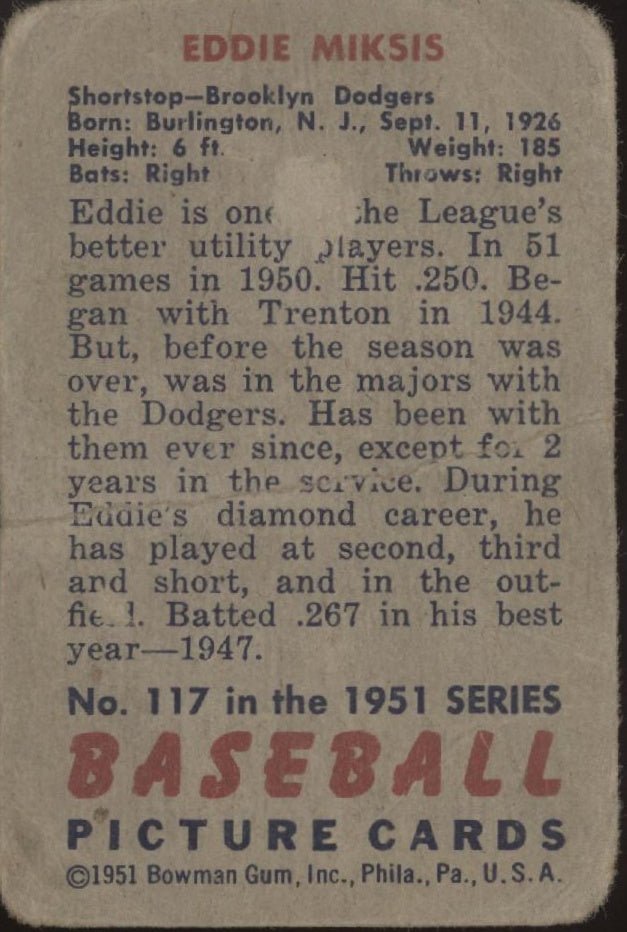 EDDIE MIKSIS
Shortstop—Brooklyn Dodgers
Born: Burlington, N. J., Sept. 11, 1926
Height: 6 ft. Weight: 185
Bats: Right Throws: Right
Eddie is one the League's
better utility players. In 51
games in 1950. Hit .250. Be-
gan with Trenton in 1944.
But, before the season was
over, was in the majors with
the Dodgers. Has been with
them ever since, except for 2
years in the service. During
Eddie's diamond career, he
has played at second, third
and short, and in the out-
field. Batted .267 in his best
year—1947.
No. 117 in the 1951 SERIES
BASEBALL
PICTURE CARDS
©1951 Bowman Gum, Inc., Phila., Pa., U.S.A.